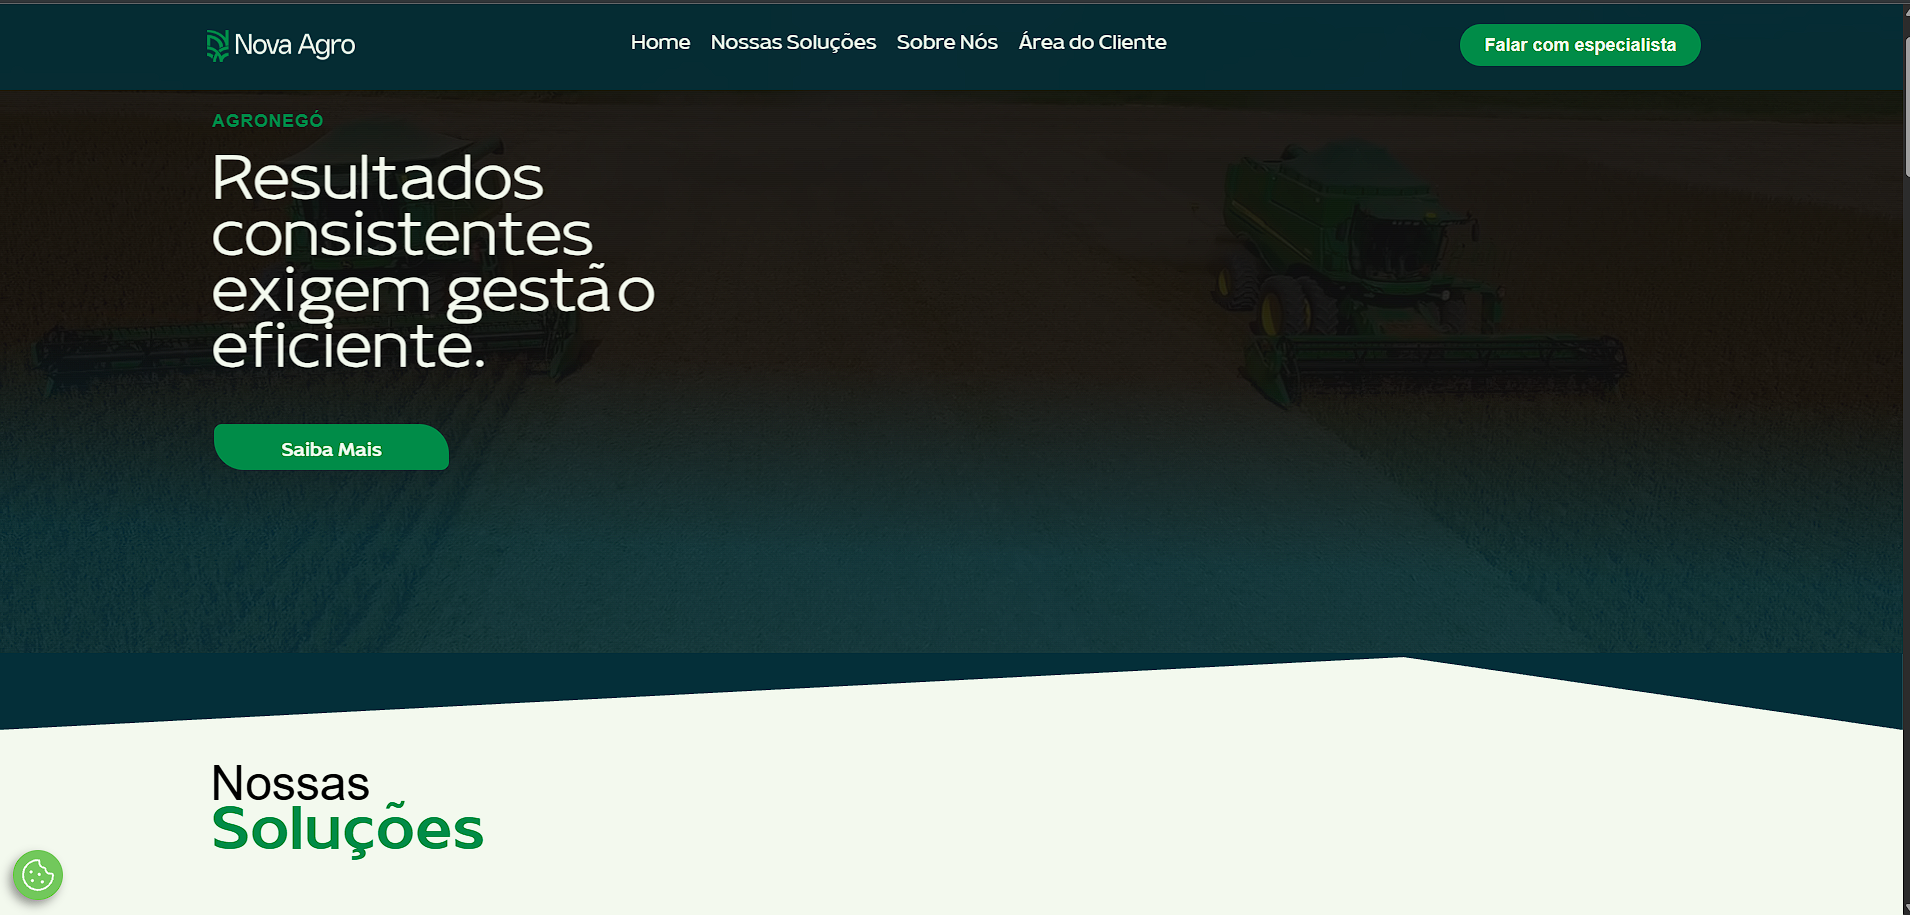 Nova Agro
Home Nossas Soluções Sobre Nós Área do Cliente
Falar com especialista
AGRONEGÓ
Resultados
consistentes
exigem gestão
eficiente.
Saiba Mais
Nossas
Soluções